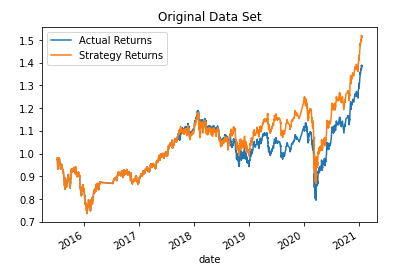 Original Data Set
Actual Returns
Strategy Returns
1.5
1.4
1.3
1.2
1.1
1.0
0.9
0.8
0.7
2016 2017 2018 2019 2020 2021
date